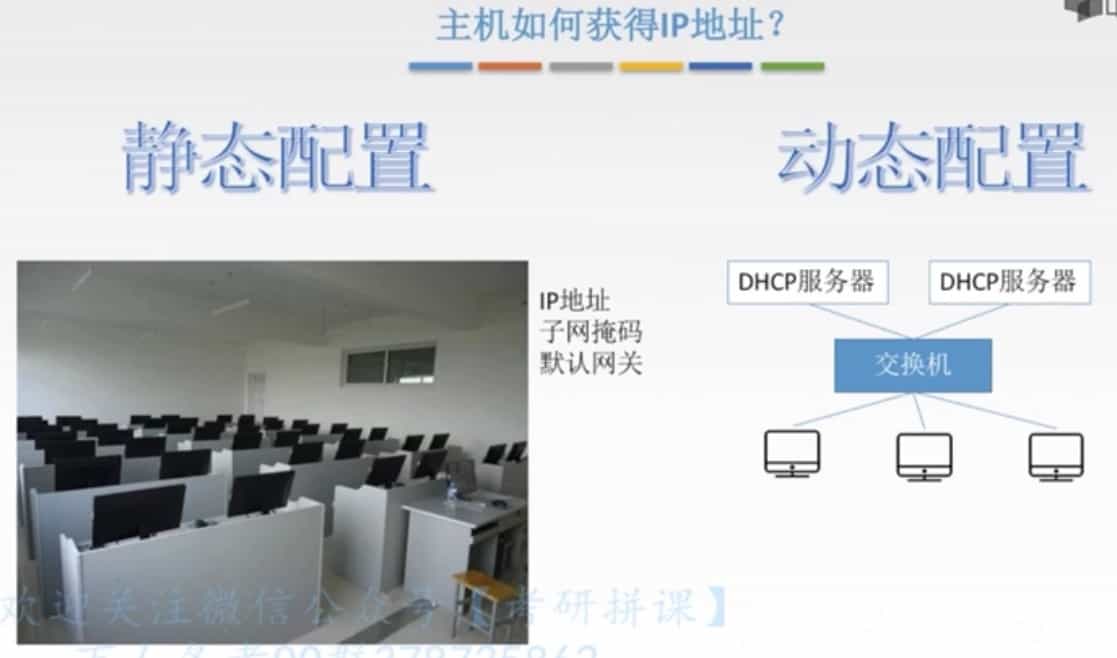 主机如何获得IP地址？
静态配置
动态配置
IP地址
子网掩码
默认网关
DHCP服务器
DHCP服务器
交换机
欢迎关注微信公众号【考研拼课】